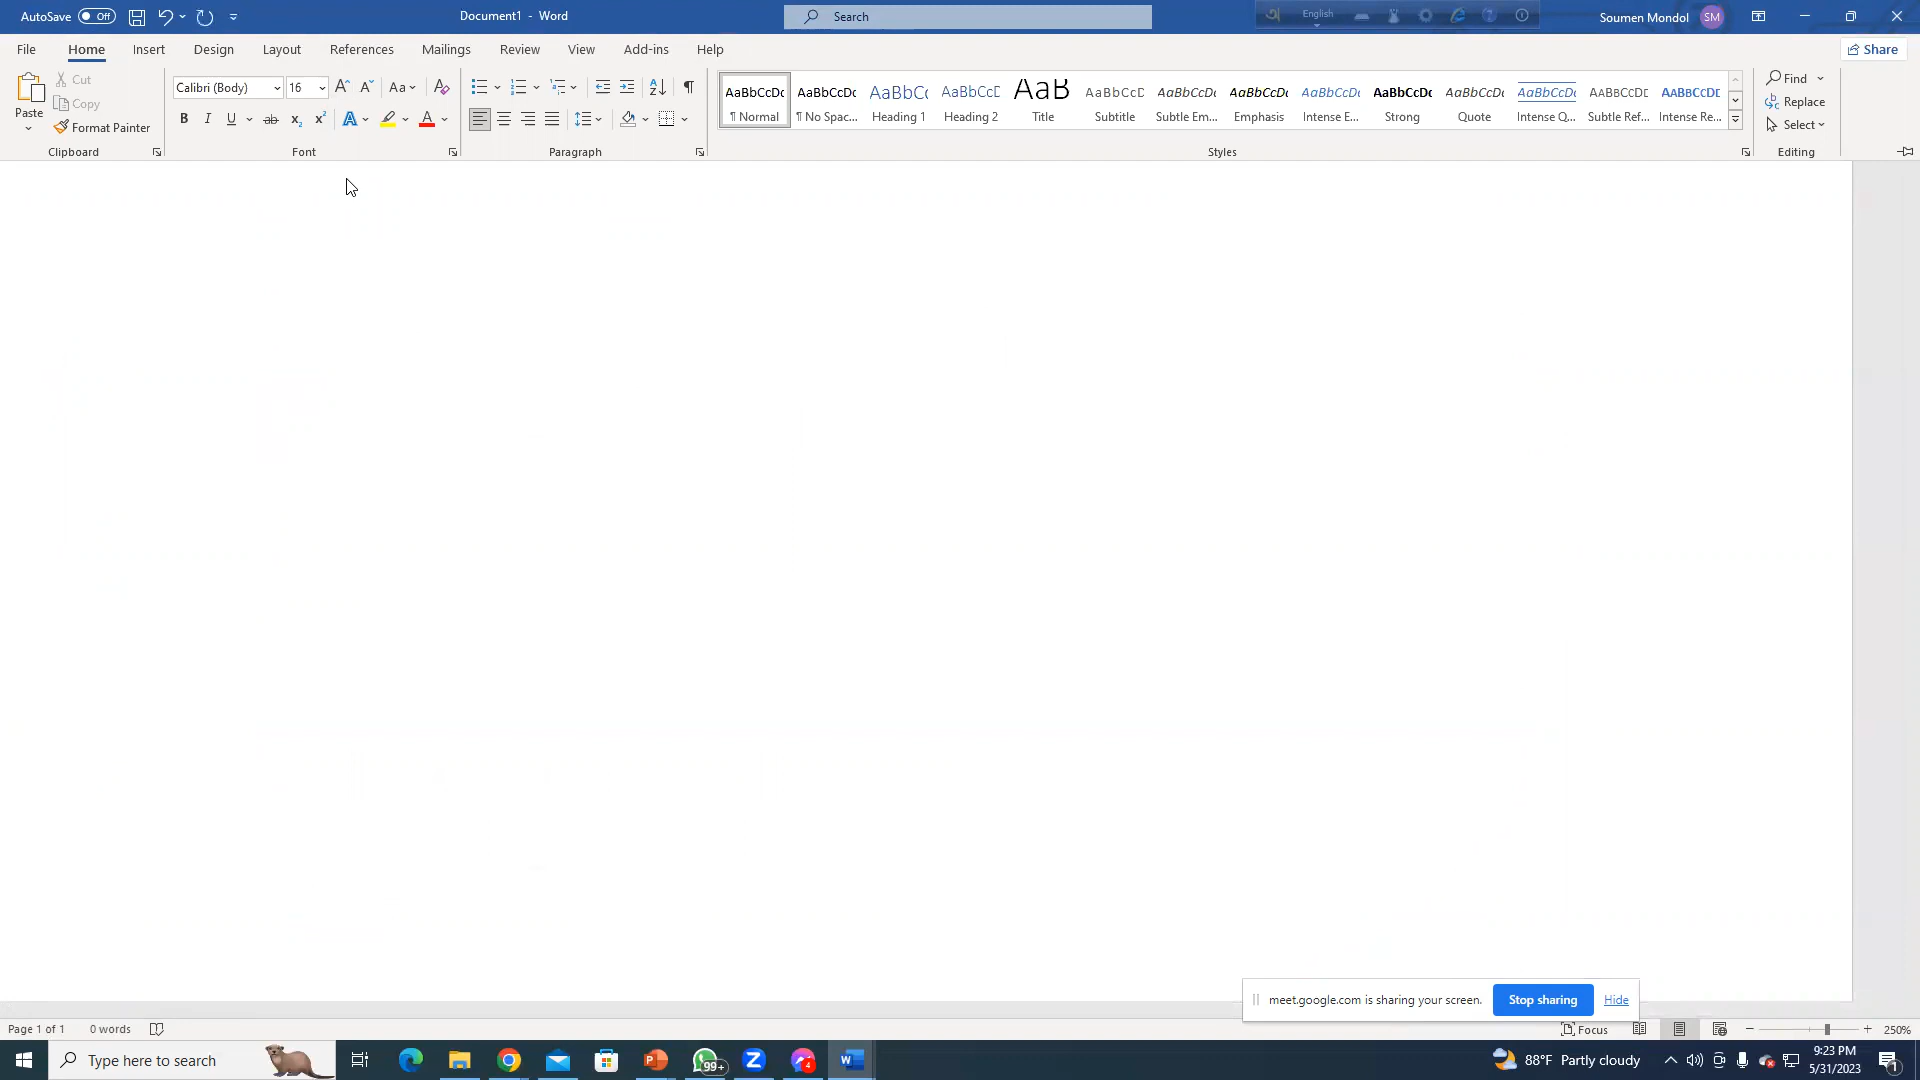 AutoSave Off Document1 - Word Search English Soumen Mondol SM
File Home Insert Design Layout References Mailings Review View Add-ins Help Share
Paste
Cut
Copy
Format Painter
Clipboard
Calibri (Body) 16
Font
Paragraph
AaBbCcDc AaBbCcDc AaBbC( AaBbCcD AaB AaBbCcD AaBbCcDc AaBbCcDc AaBbCcDc AaBbCcDc AaBbCcDc AaBbCcDc AABBCCDE AABBCCDE
¶ Normal ¶ No Spac... Heading 1 Heading 2 Title Subtitle Subtle Em... Emphasis Intense E... Strong Quote Intense Q... Subtle Ref... Intense Re...
Styles
Find
Replace
Select
Editing
meet.google.com is sharing your screen. Stop sharing Hide
Page 1 of 1 0 words Focus 250%
Type here to search 99+ 4 88°F Partly cloudy 9:23 PM
5/31/2023 1